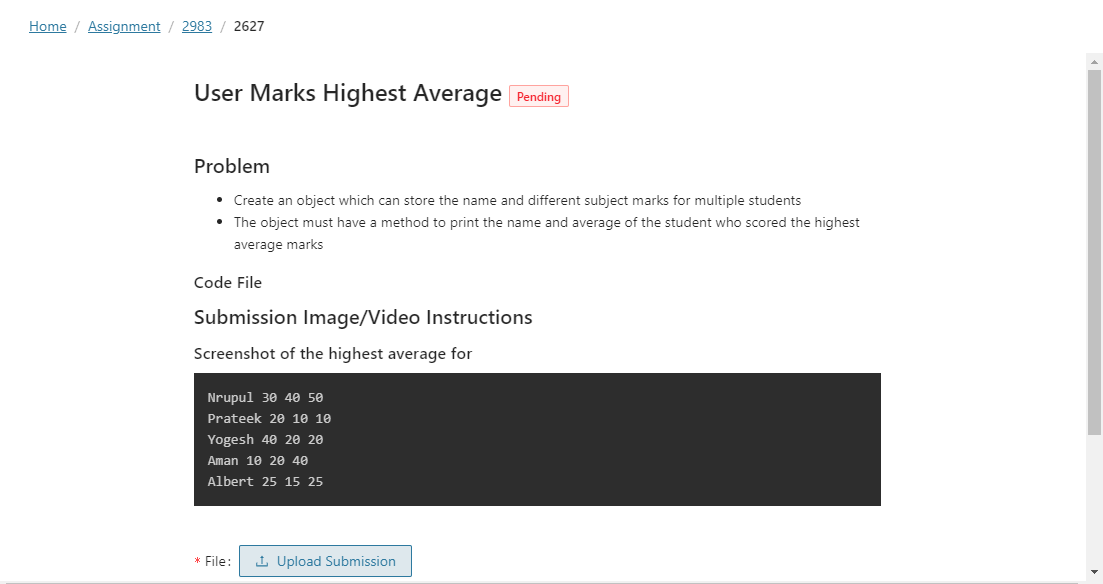 Home / Assignment / 2983 / 2627
User Marks Highest Average Pending
Problem
• Create an object which can store the name and different subject marks for multiple students
• The object must have a method to print the name and average of the student who scored the highest
average marks
Code File
Submission Image/Video Instructions
Screenshot of the highest average for
Nrupul 30 40 50
Prateek 20 10 10
Yogesh 40 20 20
Aman 10 20 40
Albert 25 15 25
* File: Upload Submission